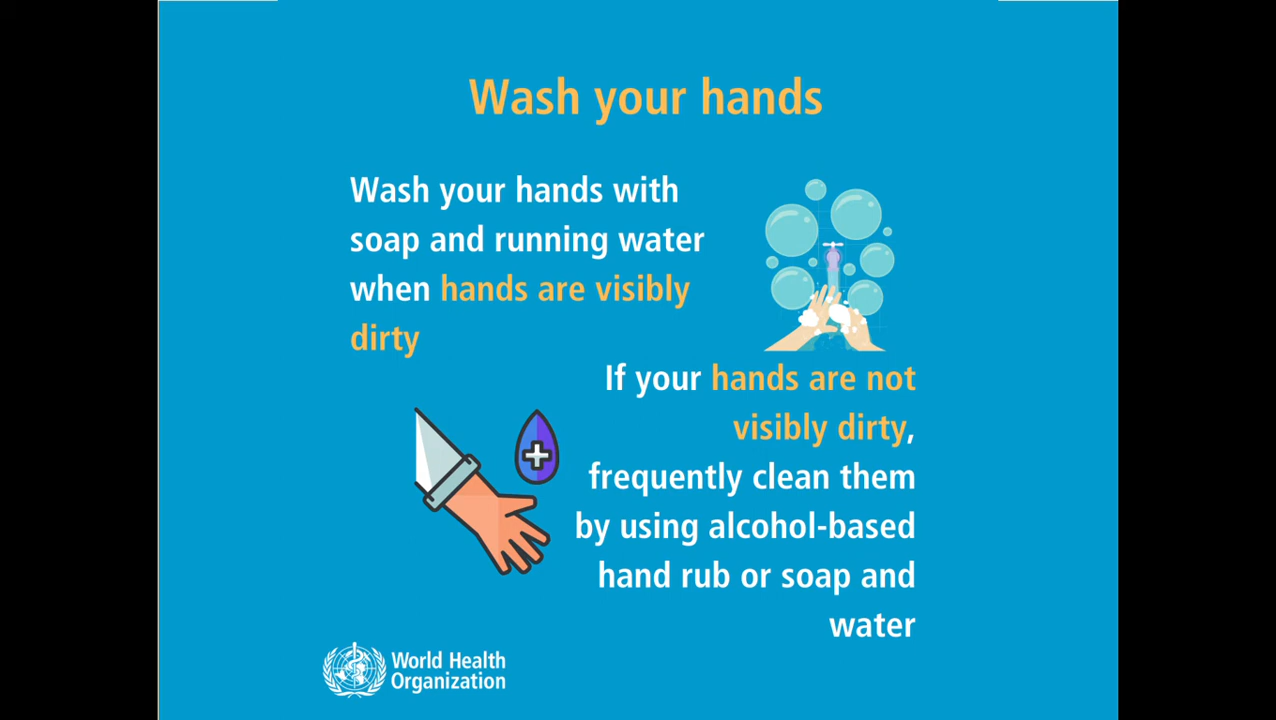 Wash your hands
Wash your hands with
soap and running water
when hands are visibly
dirty
If your hands are not
visibly dirty,
frequently clean them
by using alcohol-based
hand rub or soap and
water
World Health
Organization